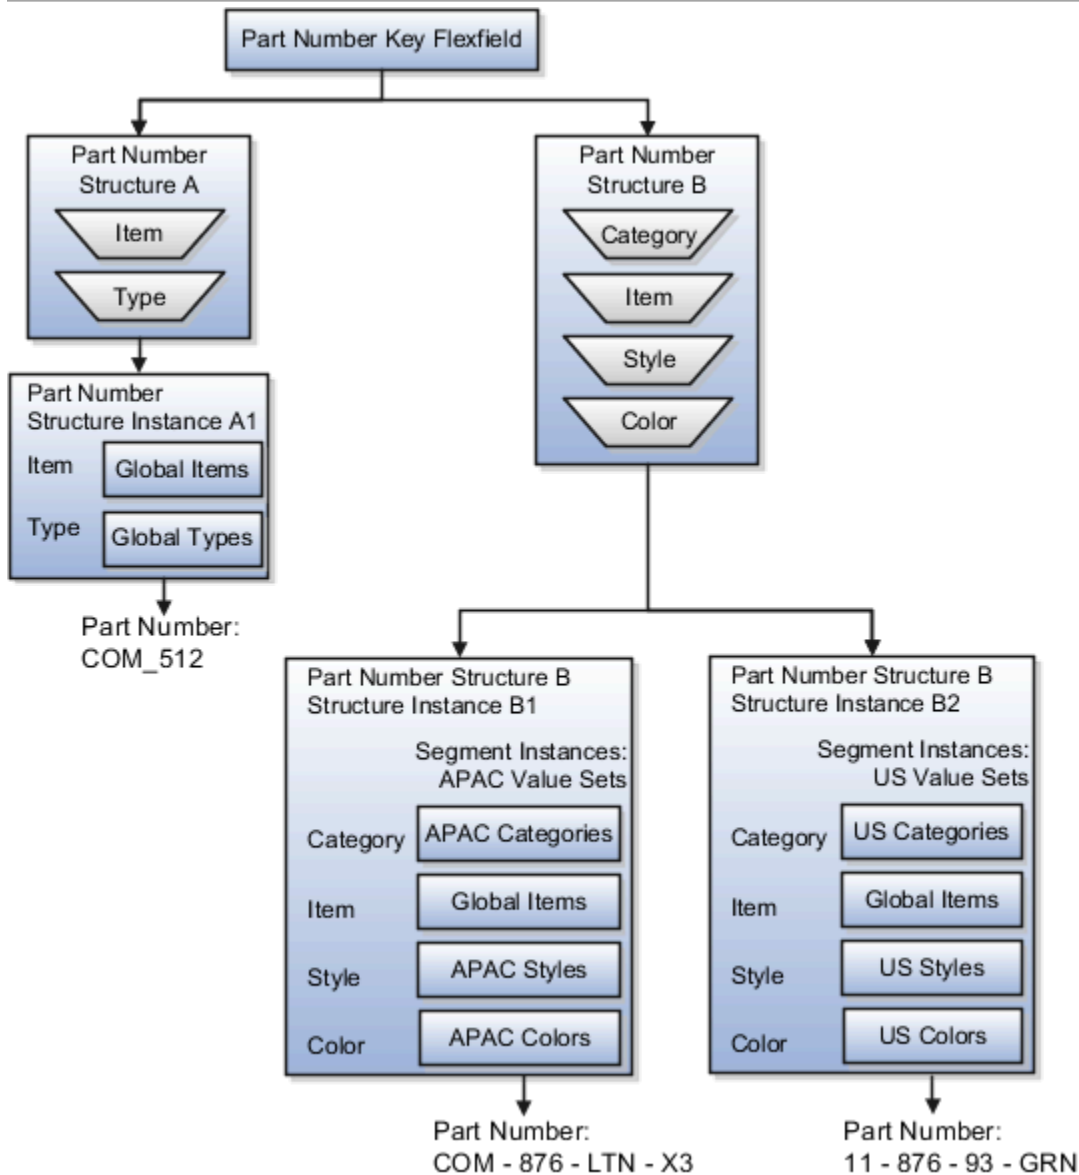 Part Number Key Flexfield
Part Number
Structure A
Item
Type
Part Number
Structure B
Category
Item
Style
Color
Part Number
Structure Instance A1
Item
Global Items
Type
Global Types
Part Number:
COM_512
Part Number Structure B
Structure Instance B1
Segment Instances:
APAC Value Sets
Category
APAC Categories
Item
Global Items
Style
APAC Styles
Color
APAC Colors
Part Number:
COM - 876 - LTN - X3
Part Number Structure B
Structure Instance B2
Segment Instances:
US Value Sets
Category
US Categories
Item
Global Items
Style
US Styles
Color
US Colors
Part Number:
11 - 876 - 93 - GRN